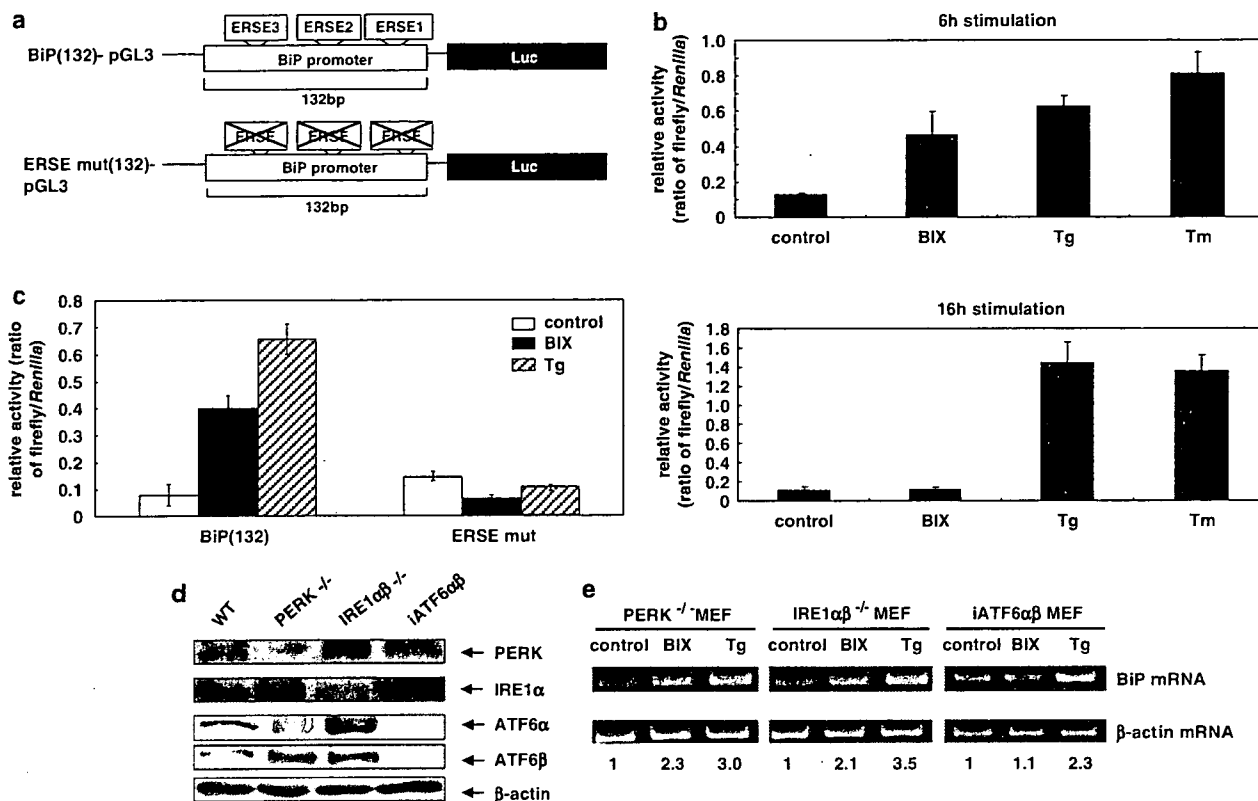 a
ERSE3 ERSE2 ERSE1
BiP(132)- pGL3
BiP promoter
Luc
132bp
ERSE ERSE ERSE
ERSE mut(132)-
pGL3
BiP promoter
Luc
132bp
b
6h stimulation
relative activity
(ratio of firefly/RenIlla)
1.0
0.8
0.6
0.4
0.2
0
control BIX Tg Tm
16h stimulation
relative activity
(ratio of firefly/RenIlla)
1.8
1.6
1.4
1.2
1.0
0.8
0.6
0.4
0.2
0
control BIX Tg Tm
c
relative activity (ratio
of firefly/RenIlla)
0.8
0.7
0.6
0.5
0.4
0.3
0.2
0.1
0
control
BIX
Tg
BiP(132) ERSE mut
d
WT PERK -/- IRE1αβ-/- iATF6αβ
PERK
IRE1α
ATF6α
ATF6β
β-actin
e
PERK -/- MEF IRE1αβ -/- MEF iATF6αβ MEF
control BIX Tg control BIX Tg control BIX Tg
BiP mRNA
β-actin mRNA
1 2.3 3.0 1 2.1 3.5 1 1.1 2.3